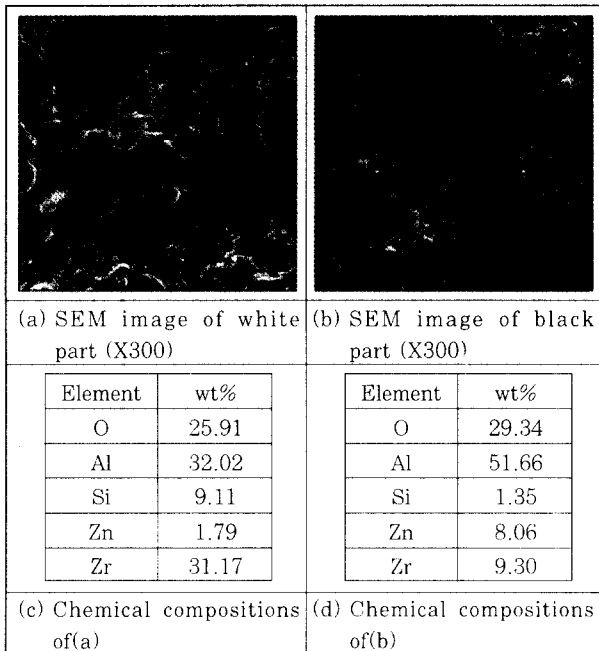 (a) SEM image of white part (X300)
(b) SEM image of black part (X300)
Element wt%
O 25.91
Al 32.02
Si 9.11
Zn 1.79
Zr 31.17
Element wt%
O 29.34
Al 51.66
Si 1.35
Zn 8.06
Zr 9.30
(c) Chemical compositions of(a)
(d) Chemical compositions of(b)